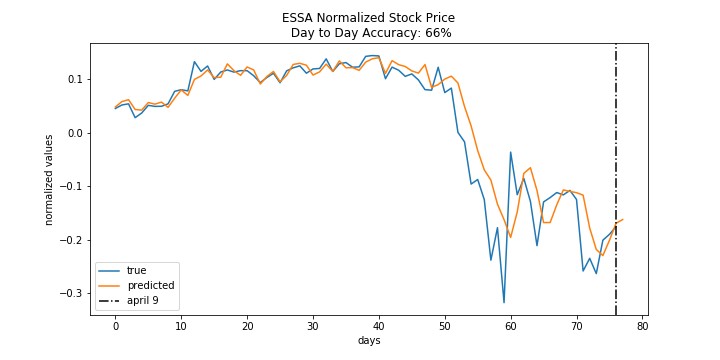 ESSA Normalized Stock Price
Day to Day Accuracy: 66%
normalized values
0.1
0.0
−0.1
−0.2
−0.3
true
predicted
april 9
0 10 20 30 40 50 60 70 80
days